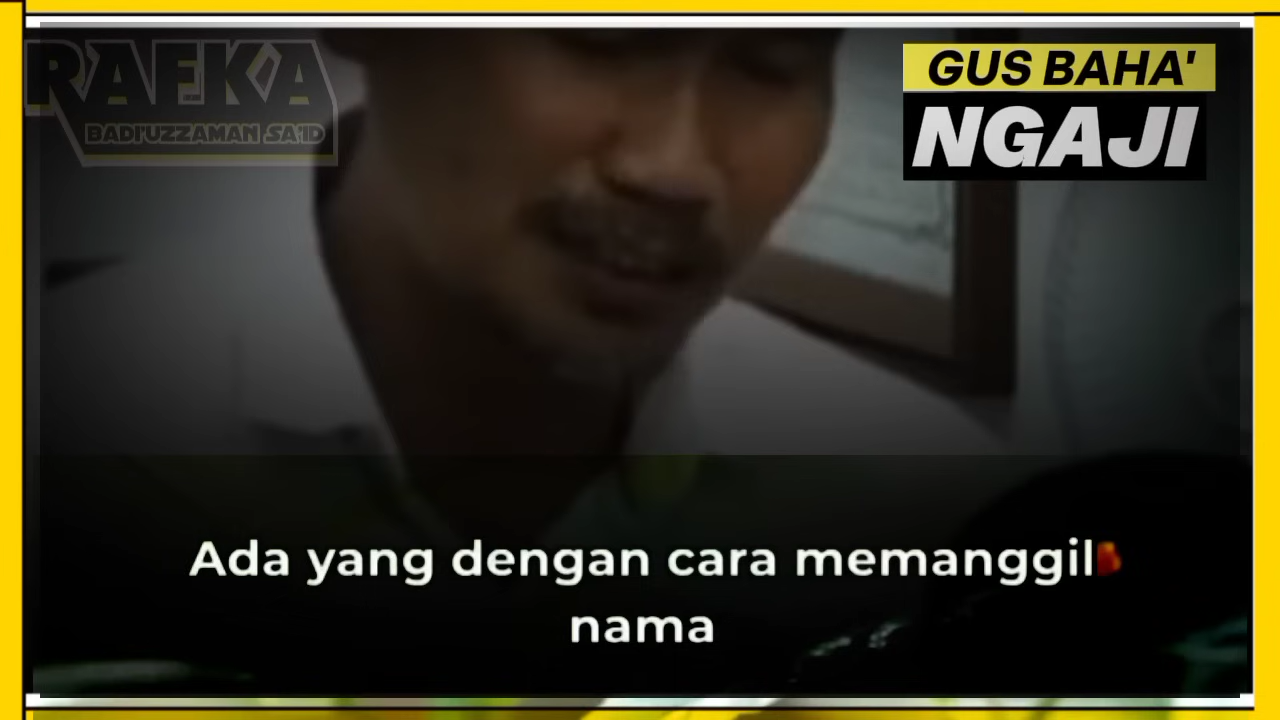 RAFKA
BADI'UZZAMAN SA'ID
GUS BAHA'
NGAJI
Ada yang dengan cara memanggil
nama